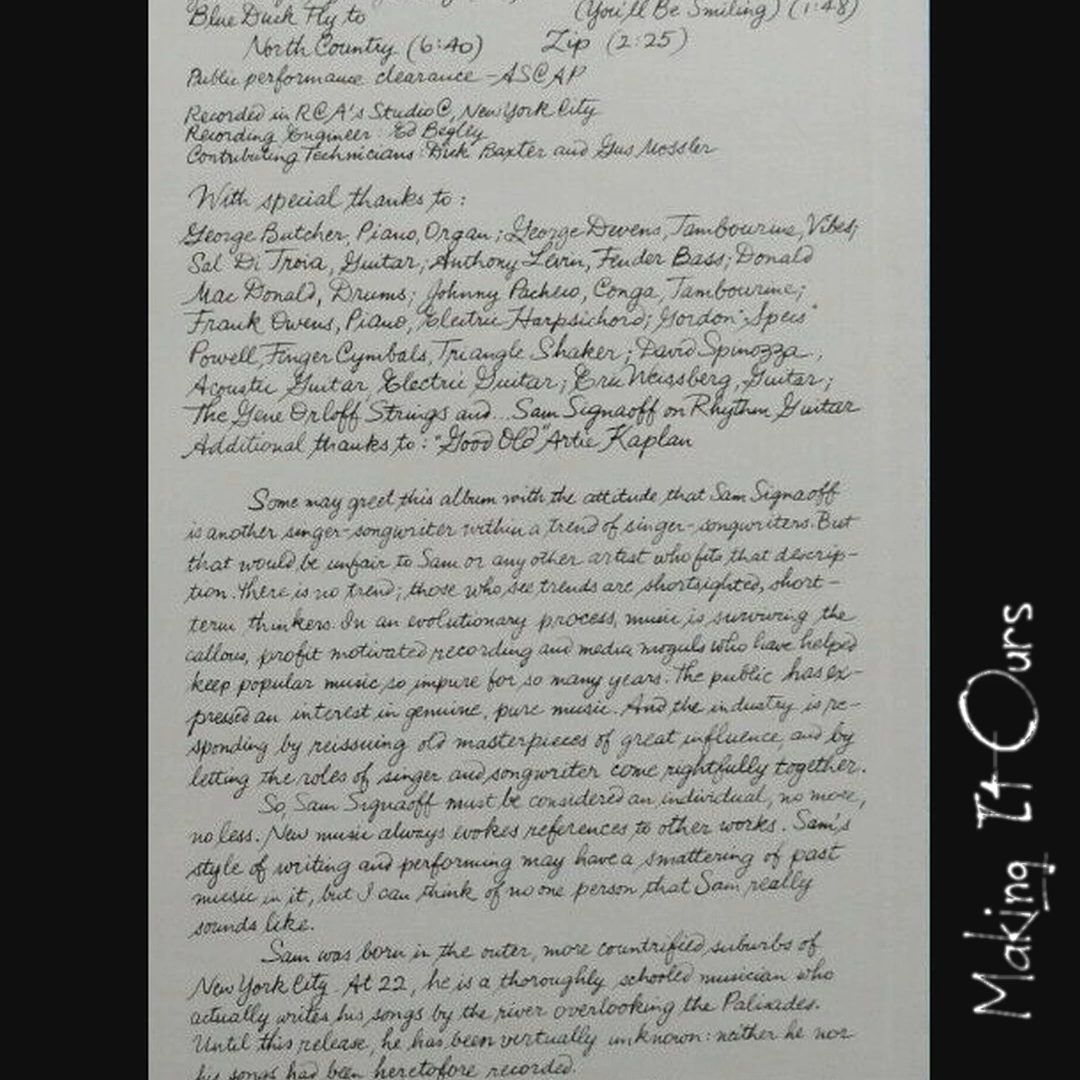 Blue Duck Fly to
North Country (6:40)
(You'll Be Smiling) (1:48)
Zip (2:25)
Public performance clearance - ASCAP
Recorded in RCA's Studio C, New York City
Recording Engineer: Ed Begley
Contributing Technicians: Dick Baxter and Gus Mossler
With special thanks to:
George Butcher, Piano, Organ; George Devens, Tambourine, Vibes;
Sal Di Troia, Guitar; Anthony Levin, Fender Bass; Donald
Mac Donald, Drums; Johnny Pacheco, Conga, Tambourine;
Frank Owens, Piano, Electric Harpsichord; Gordon "Specs"
Powell, Finger Cymbals, Triangle Shaker; David Spinozza,
Acoustic Guitar, Electric Guitar; Eric Weissberg, Guitar;
The Gene Orloff Strings and... Sam Signaoff on Rhythm Guitar
Additional thanks to: "Good Old" Artie Kaplan
Some may greet this album with the attitude that Sam Signaoff
is another singer-songwriter within a trend of singer-songwriters. But
that would be unfair to Sam or any other artist who fits that descrip-
tion. There is no trend; those who see trends are shortsighted, short-
term thinkers. In an evolutionary process, music is surviving the
callous, profit motivated recording and media moguls who have helped
keep popular music so impure for so many years. The public has ex-
pressed an interest in genuine, pure music. And the industry is re-
sponding by reissuing old masterpieces of great influence, and by
letting the roles of singer and songwriter come rightfully together.
So, Sam Signaoff must be considered an individual, no more,
no less. New music always evokes references to other works. Sam's
style of writing and performing may have a smattering of past
music in it, but I can think of no one person that Sam really
sounds like.
Sam was born in the outer, more countrified suburbs of
New York City. At 22, he is a thoroughly schooled musician who
actually writes his songs by the river overlooking the Palisades.
Until this release, he has been virtually unknown: neither he nor
his songs had been heretofore recorded.
Making It Ours